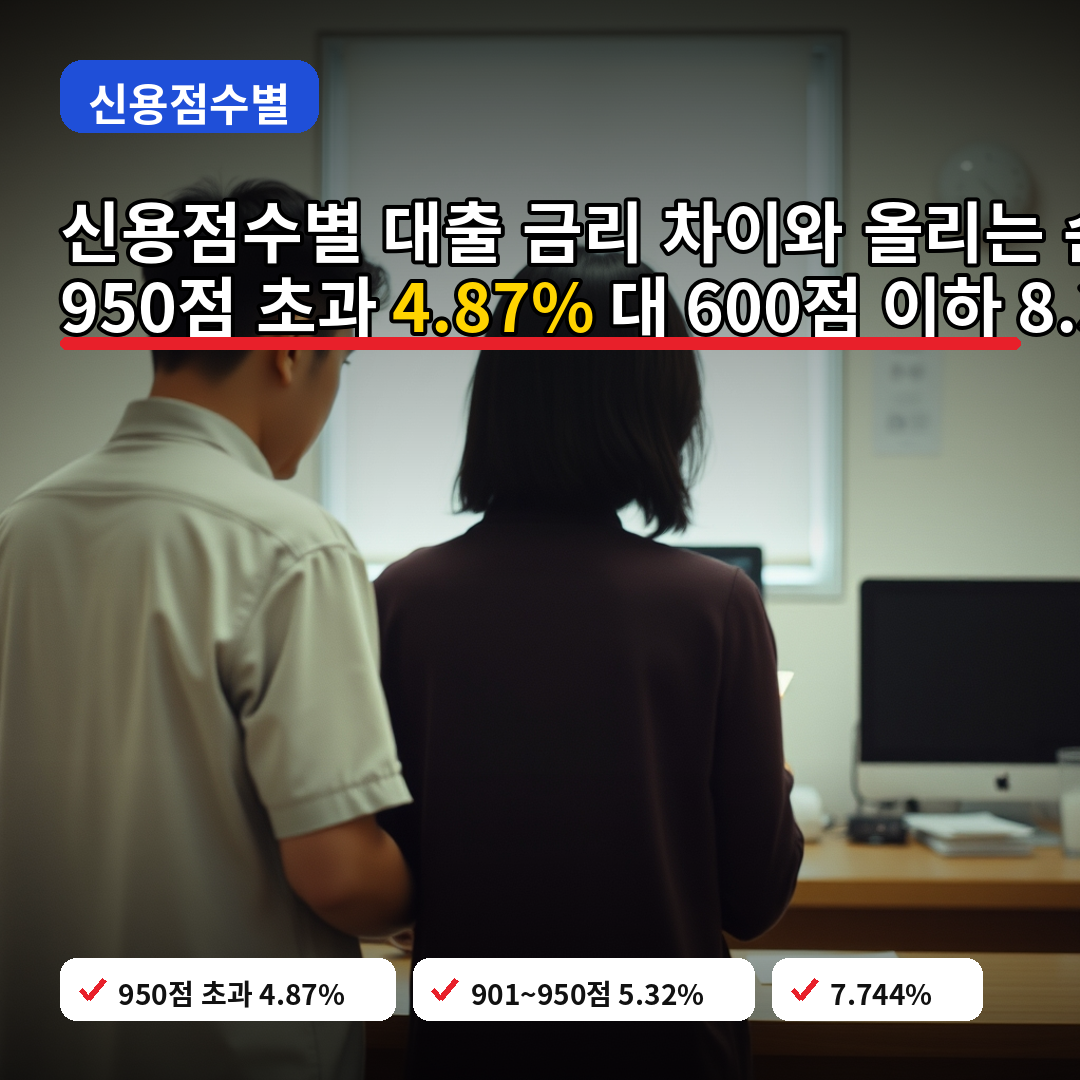 신용점수별
신용점수별 대출 금리 차이와 올리는
950점 초과 4.87% 대 600점 이하 8.
950점 초과 4.87%
901~950점 5.32%
7.744%